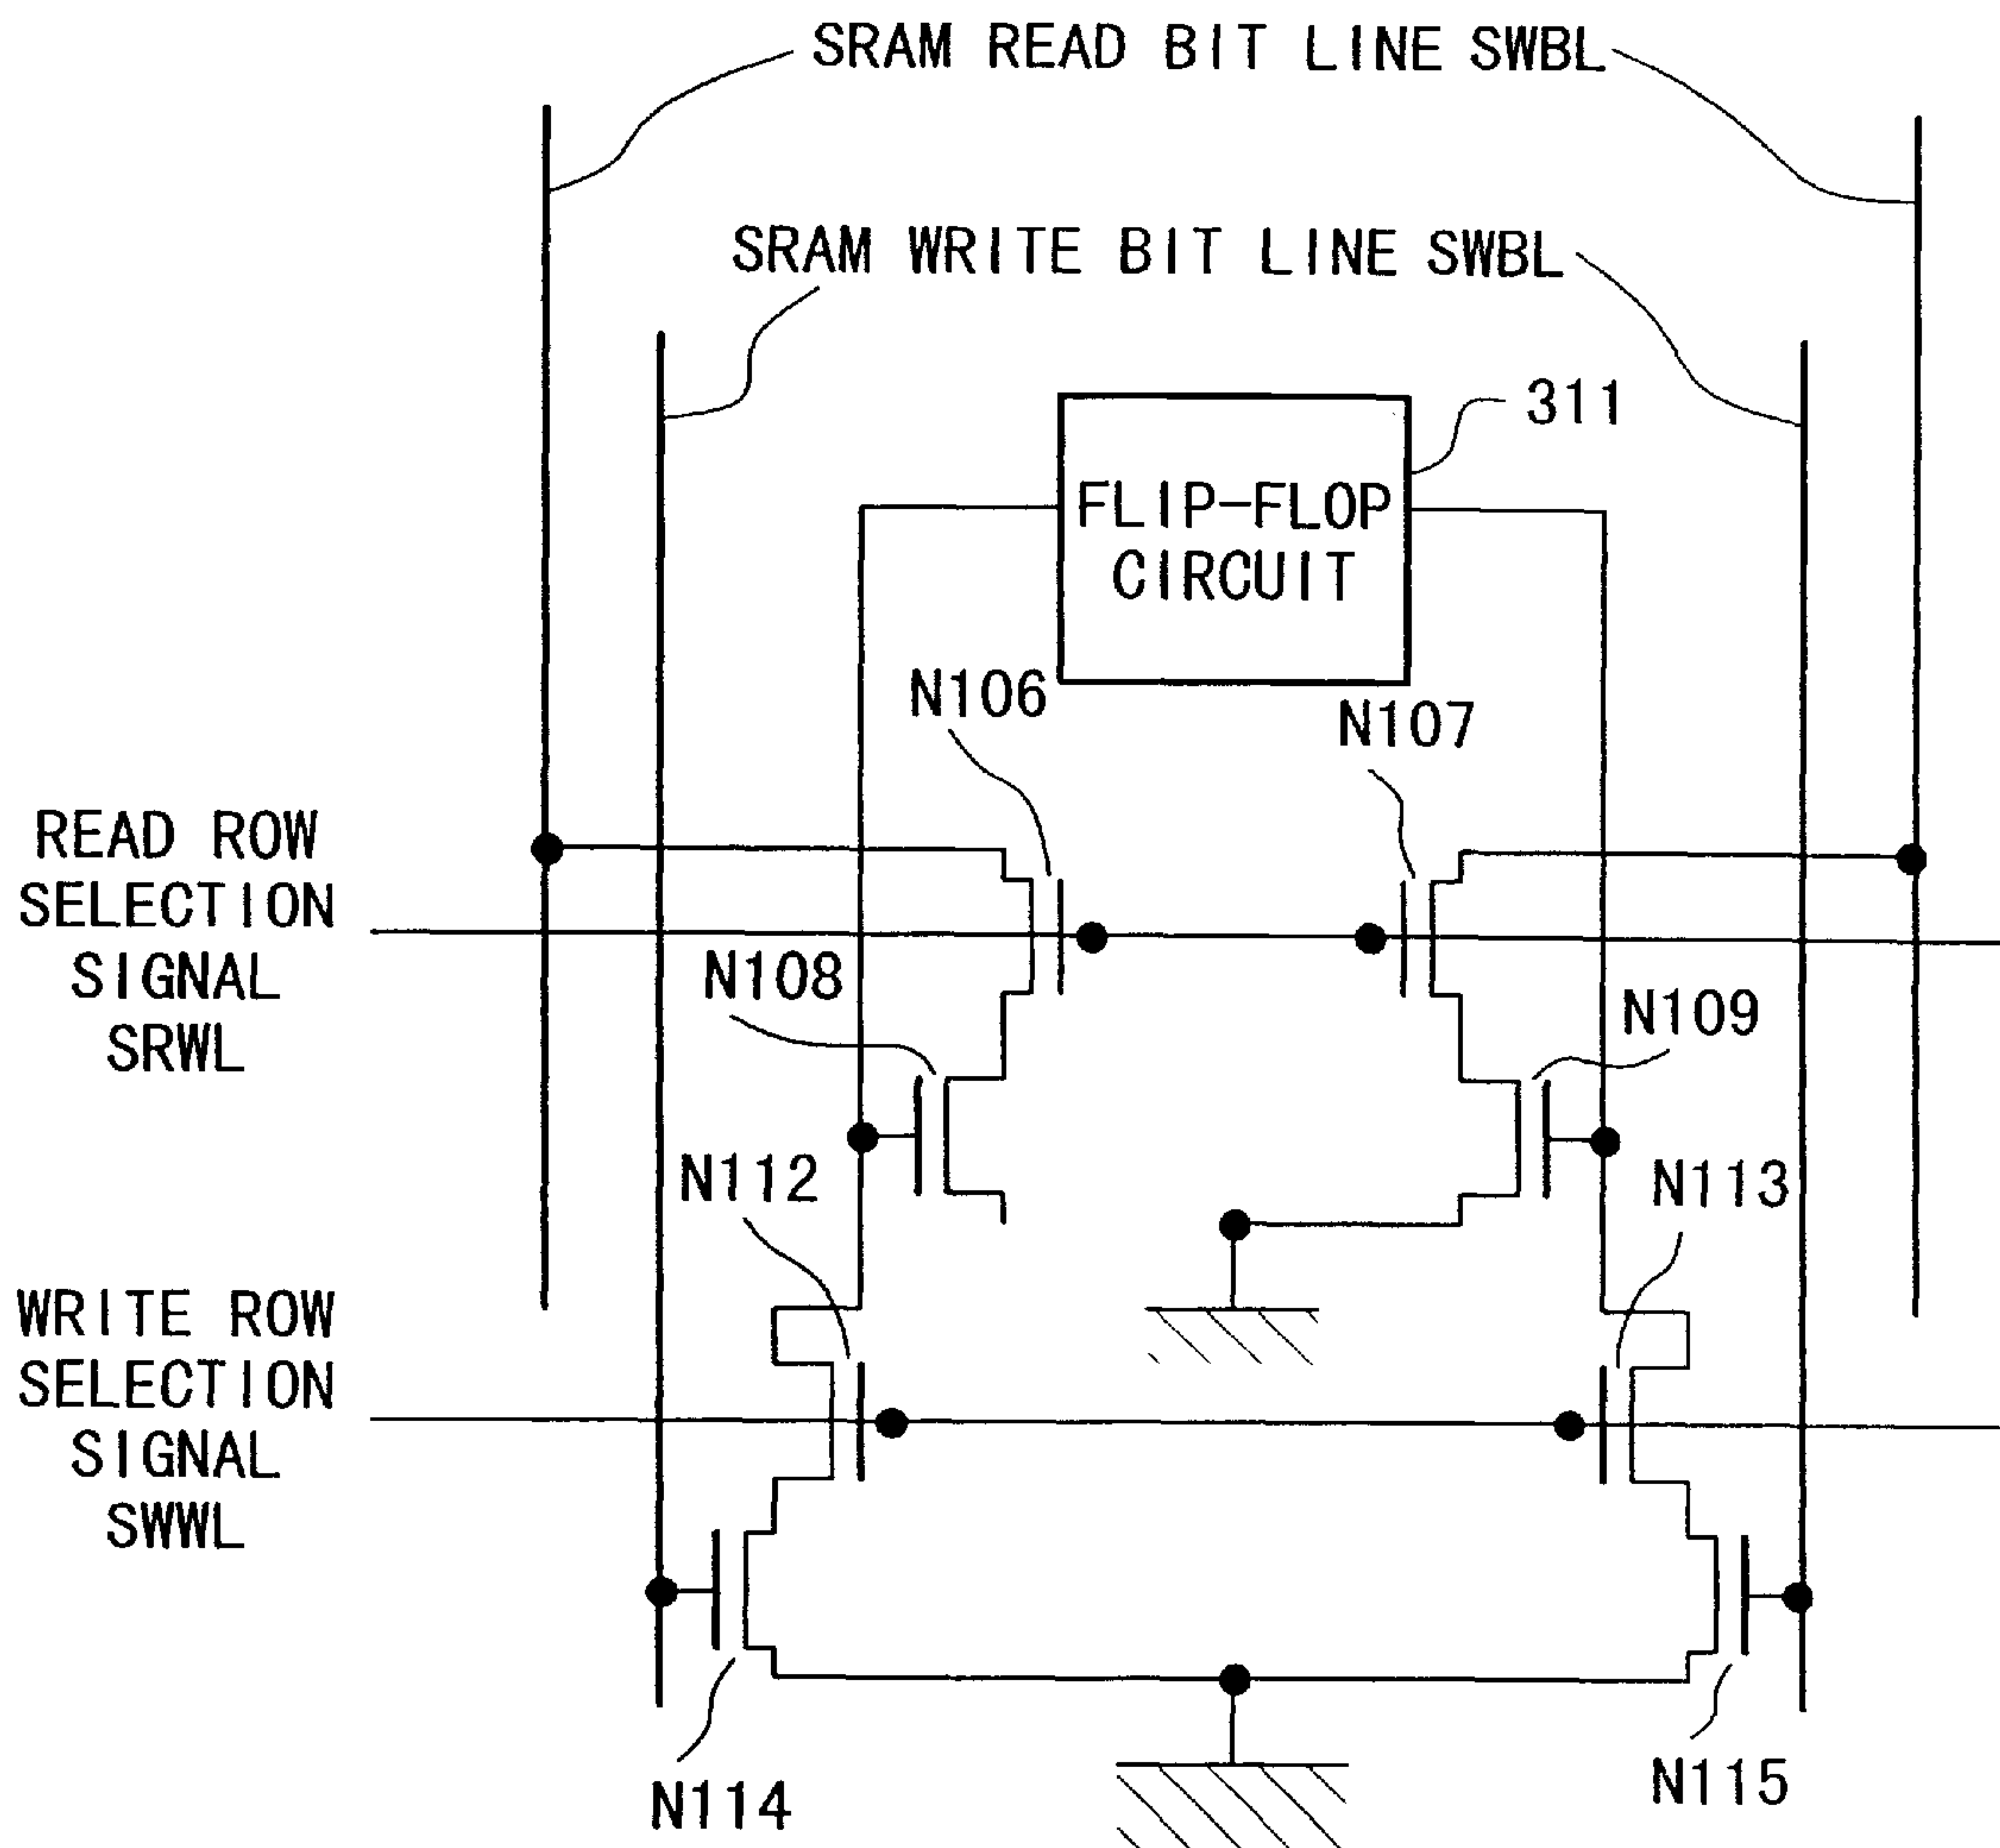 SRAM READ BIT LINE SWBL
SRAM WRITE BIT LINE SWBL
311
FLIP-FLOP
CIRCUIT
N106
N107
READ ROW
SELECTION
SIGNAL
SRWL
N108
N109
N112
N113
WRITE ROW
SELECTION
SIGNAL
SWWL
N114
N115